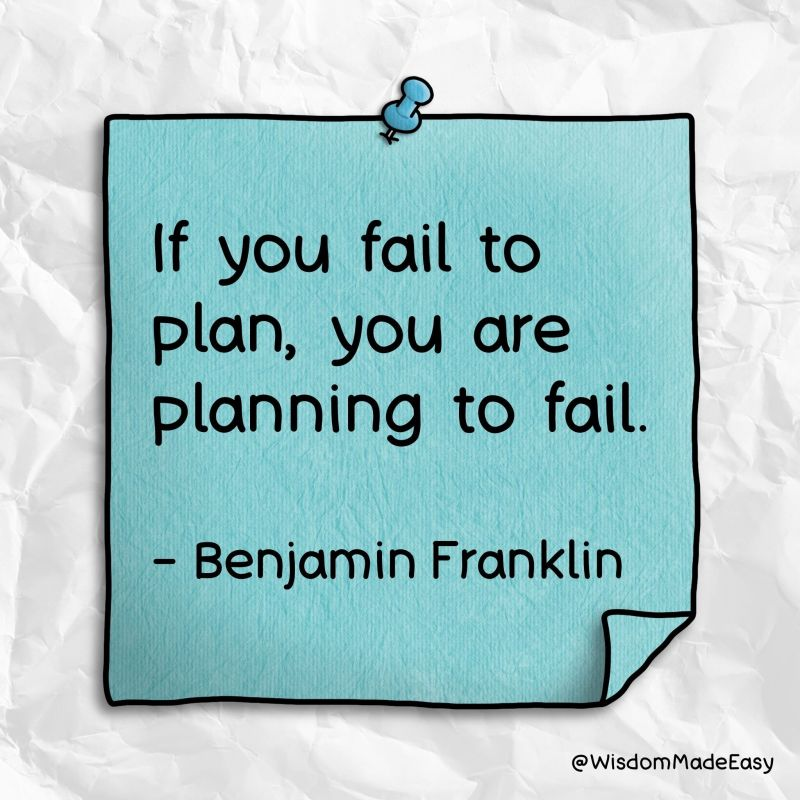 If you fail to
plan, you are
planning to fail.
- Benjamin Franklin
@WisdomMadeEasy